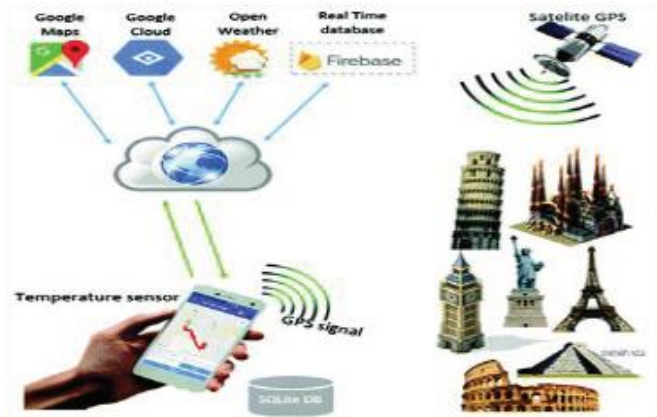 Google
Maps
Google
Cloud
Open
Weather
Real Time
database
Firebase
Satelite GPS
Temperature sensor
GPS signal
SQLite DB